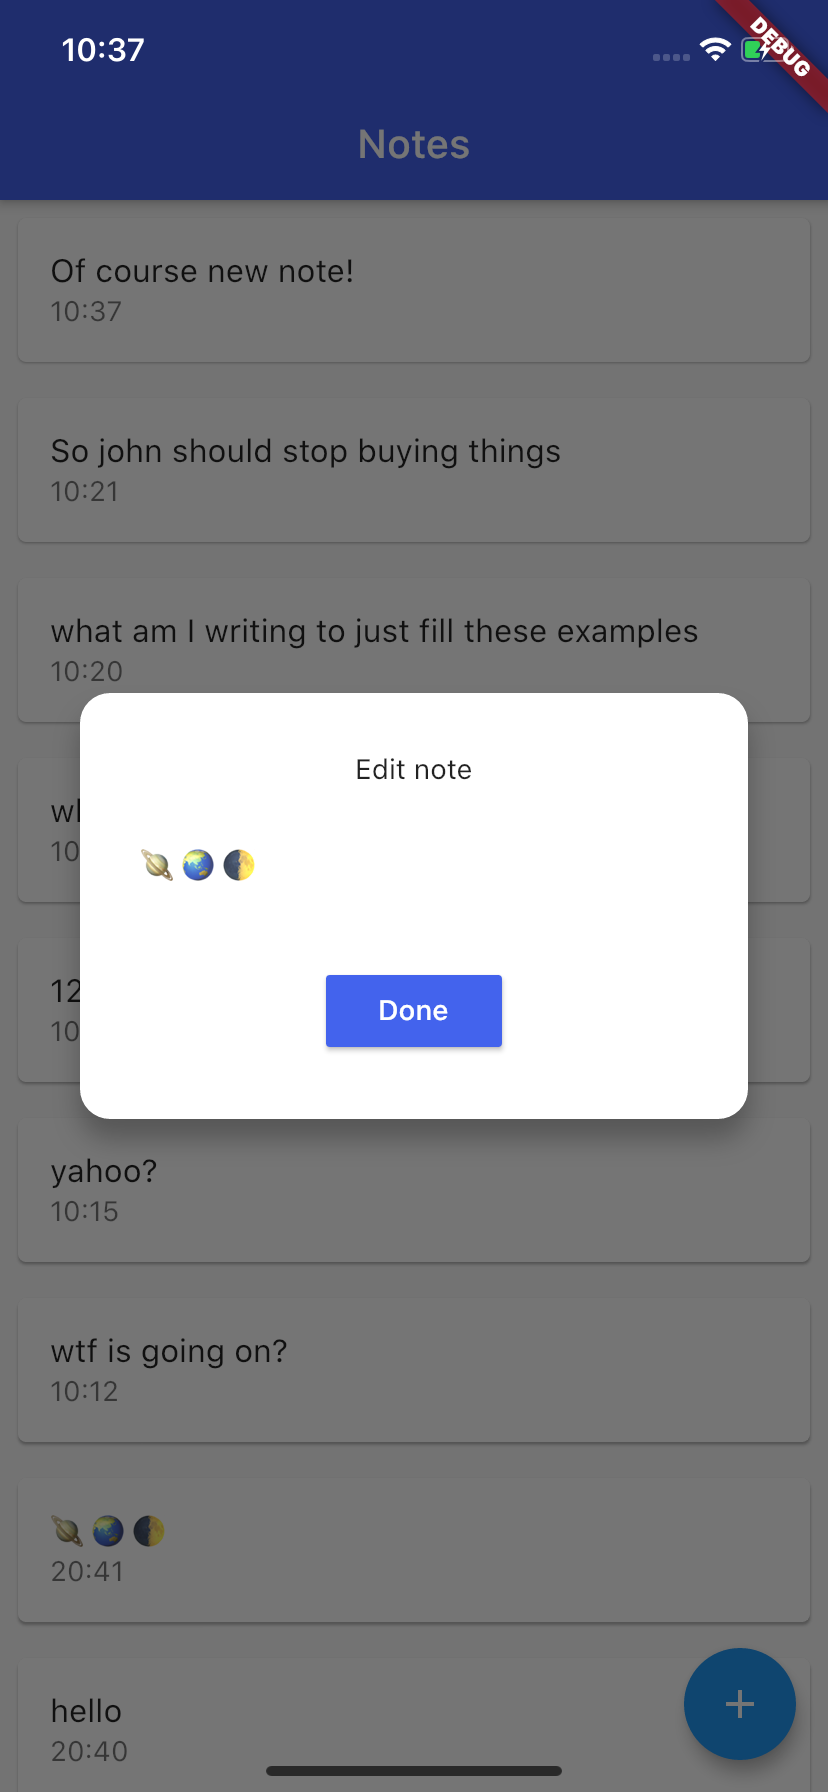 10:37
DEBUG
Notes
Of course new note!
10:37
So john should stop buying things
10:21
what am I writing to just fill these examples
10:20
Edit note
🪐 🌏 🌓
Done
12
10
yahoo?
10:15
wtf is going on?
10:12
🪐 🌏 🌓
20:41
hello
20:40